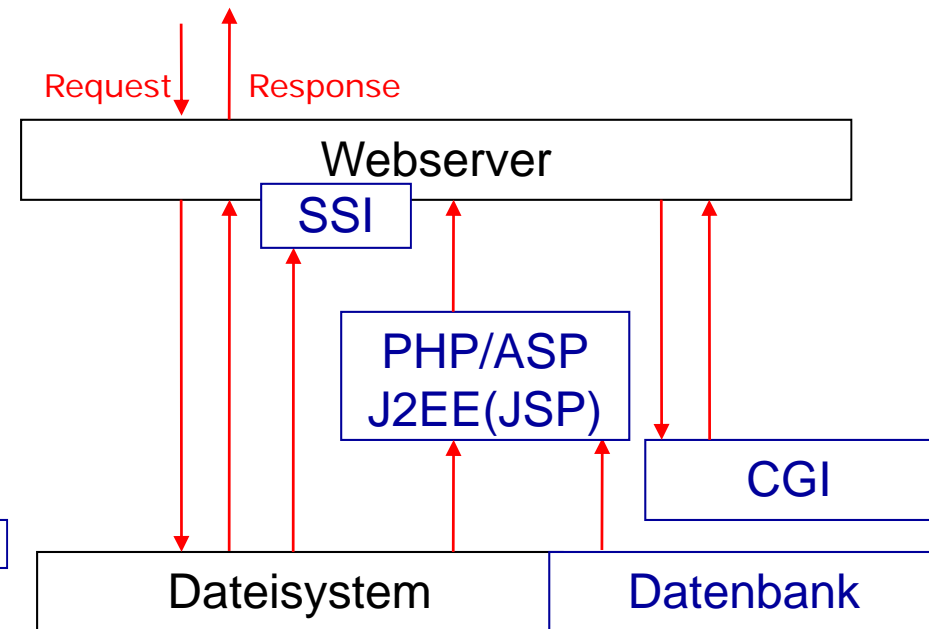 Request Response
Webserver
SSI
PHP/ASP
J2EE(JSP)
CGI
Dateisystem Datenbank